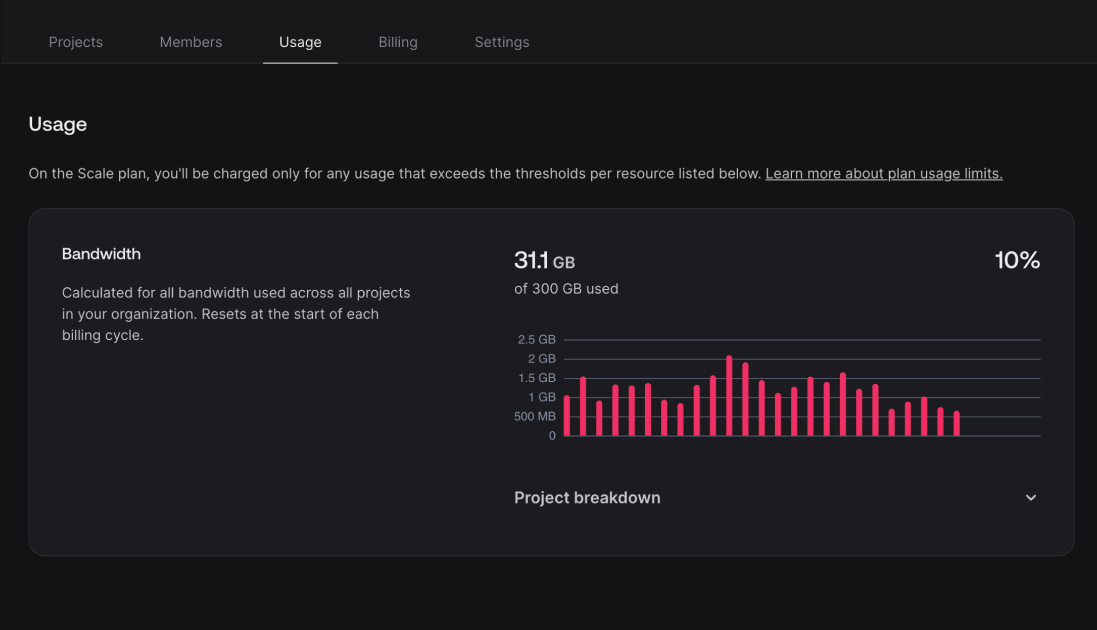 Projects Members Usage Billing Settings
Usage
On the Scale plan, you'll be charged only for any usage that exceeds the thresholds per resource listed below. Learn more about plan usage limits.
Bandwidth
Calculated for all bandwidth used across all projects
in your organization. Resets at the start of each
billing cycle.
31.1 GB
of 300 GB used
10%
2.5 GB
2 GB
1.5 GB
1 GB
500 MB
0
Project breakdown